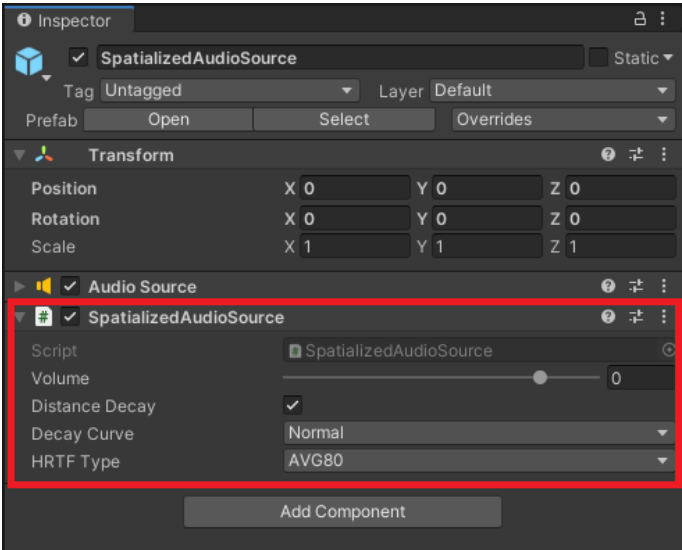 Inspector
SpatializedAudioSource Static
Tag Untagged Layer Default
Prefab Open Select Overrides
Transform
Position X 0 Y 0 Z 0
Rotation X 0 Y 0 Z 0
Scale X 1 Y 1 Z 1
Audio Source
# SpatializedAudioSource
Script # SpatializedAudioSource
Volume 0
Distance Decay
Decay Curve Normal
HRTF Type AVG80
Add Component